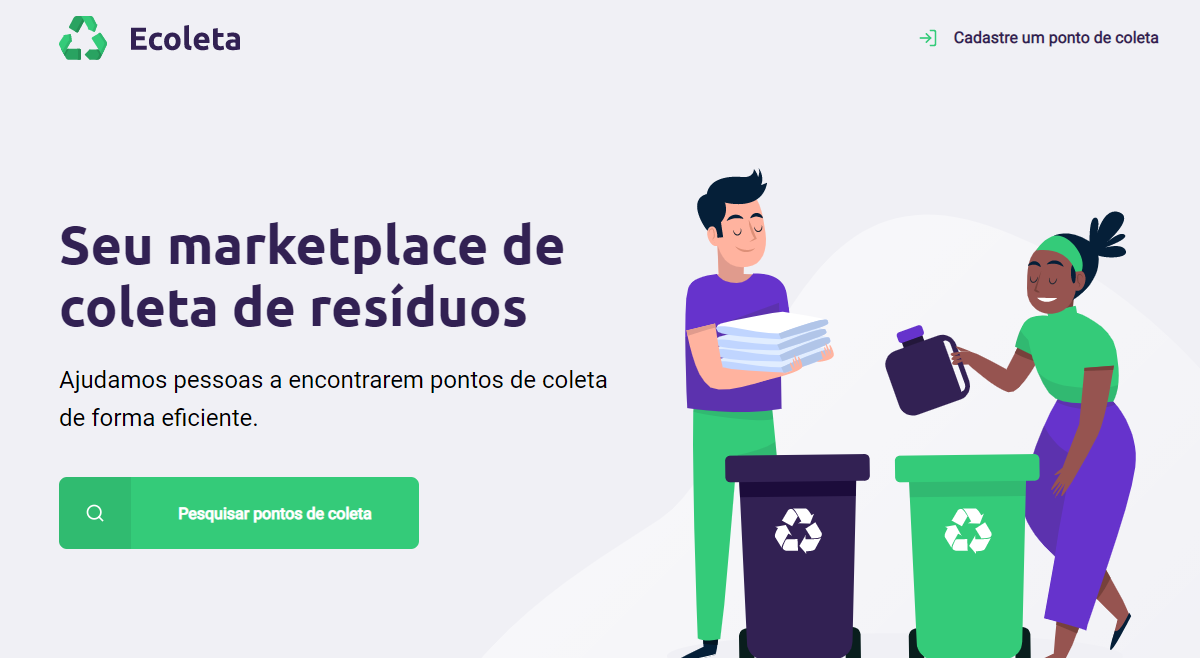 Ecoleta
Cadastre um ponto de coleta
Seu marketplace de
coleta de resíduos
Ajudamos pessoas a encontrarem pontos de coleta
de forma eficiente.
Pesquisar pontos de coleta